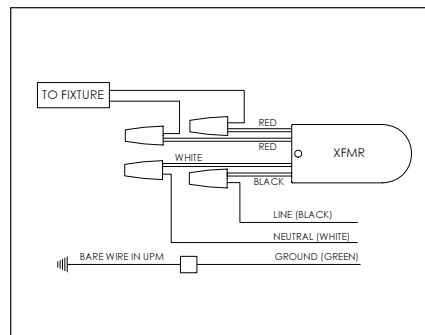 TO FIXTURE
RED
RED
XFMR
WHITE
BLACK
LINE (BLACK)
NEUTRAL (WHITE)
BARE WIRE IN UPM
GROUND (GREEN)